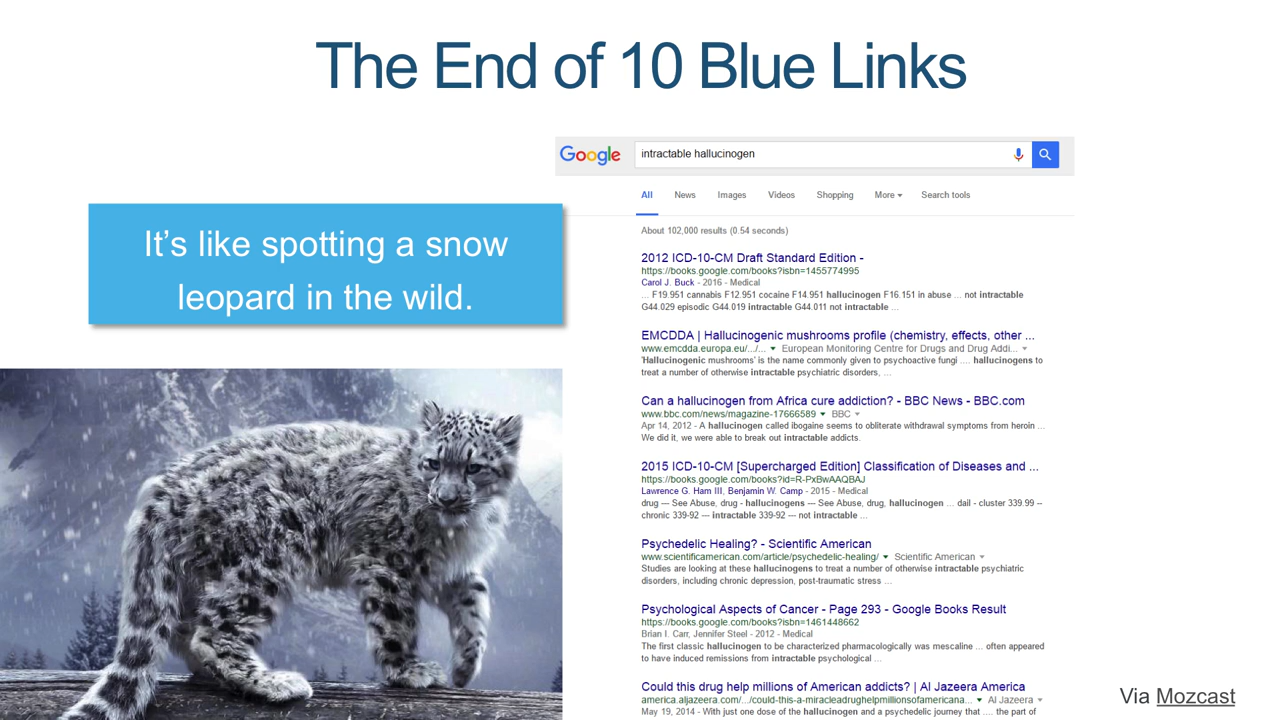 The End of 10 Blue Links
Google
intractable hallucinogen
All News Images Videos Shopping More Search tools
It's like spotting a snow
leopard in the wild.
About 102,000 results (0.54 seconds)
2012 ICD-10-CM Draft Standard Edition -
https://books.google.com/books?isbn=1455774995
Carol J. Buck - 2016 - Medical
... F19.951 cannabis F12.951 cocaine F14.951 hallucinogen F16.151 in abuse ... not intractable
G44.029 episodic G44.019 intractable G44.011 not intractable ...
EMCDDA | Hallucinogenic mushrooms profile (chemistry, effects, other ...
www.emcdda.europa.eu/.../... European Monitoring Centre for Drugs and Drug Addi...
'Hallucinogenic mushrooms' is the name commonly given to psychoactive fungi .... hallucinogens to
treat a number of otherwise intractable psychiatric disorders, ...
Can a hallucinogen from Africa cure addiction? - BBC News - BBC.com
www.bbc.com/news/magazine-17666589 BBC
Apr 14, 2012 - A hallucinogen called ibogaine seems to obliterate withdrawal symptoms from heroin ...
We did it, we were able to break out intractable addicts.
2015 ICD-10-CM [Supercharged Edition] Classification of Diseases and ...
https://books.google.com/books?id=R-PxBwAAQBAJ
Lawrence G. Ham III, Benjamin W. Camp - 2015 - Medical
drug --- See Abuse, drug - hallucinogens --- See Abuse, drug, hallucinogen ... dail - cluster 339.99 --
chronic 339-92 --- intractable 339-92 --- not intractable ...
Psychedelic Healing? - Scientific American
www.scientificamerican.com/article/psychedelic-healing/ Scientific American
Studies are looking at these hallucinogens to treat a number of otherwise intractable psychiatric
disorders, including chronic depression, post-traumatic stress ...
Psychological Aspects of Cancer - Page 293 - Google Books Result
https://books.google.com/books?isbn=1461448662
Brian I. Carr, Jennifer Steel - 2012 - Medical
The first classic hallucinogen to be characterized pharmacologically was mescaline ... often appeared
to have induced remissions from intractable psychological ...
Could this drug help millions of American addicts? | Al Jazeera America
america.aljazeera.com/.../could-this-a-miracleadrughelpmillionsofamericana... Al Jazeera
May 19, 2014 - With just one dose of the hallucinogen and a psychedelic journey that .... the part of
Via Mozcast